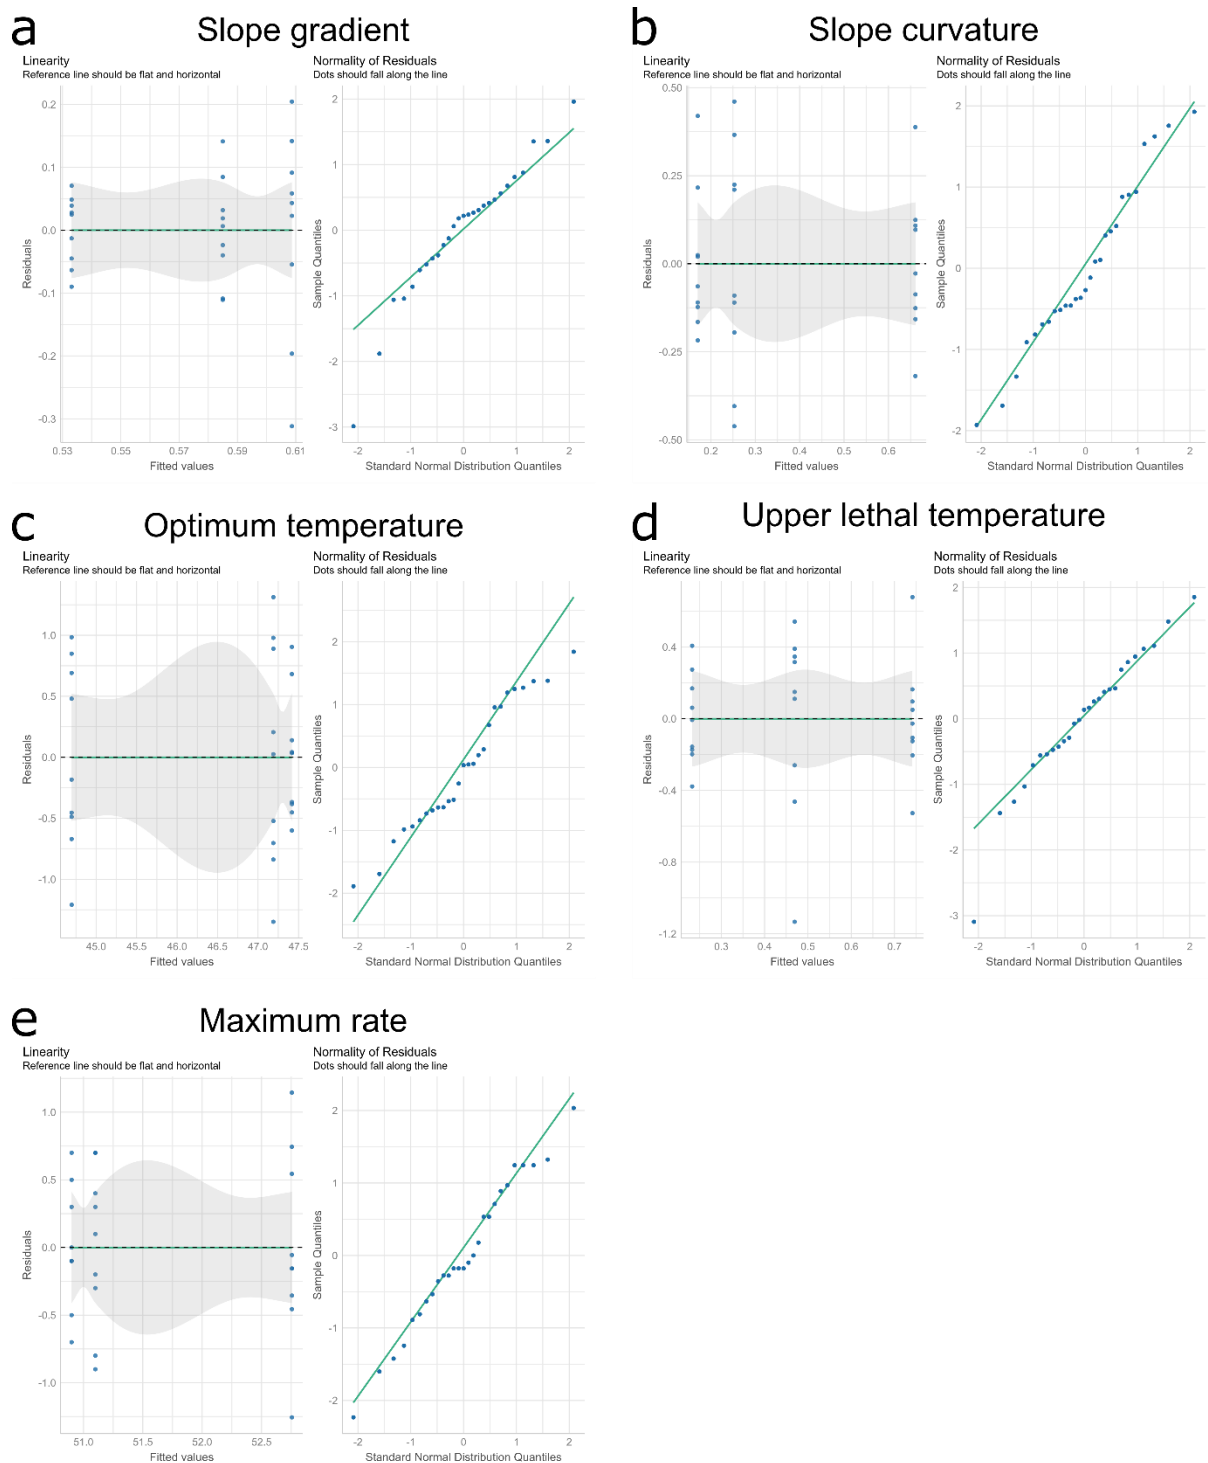 a Slope gradient
Linearity
Reference line should be flat and horizontal
Normality of Residuals
Dots should fall along the line
0.2
0.1
0.0
-0.1
-0.2
-0.3
Residuals
0.53 0.55 0.57 0.59 0.61
Fitted values
2
1
0
-1
-2
-3
Sample Quantiles
-2 -1 0 1 2
Standard Normal Distribution Quantiles
b Slope curvature
Linearity
Reference line should be flat and horizontal
Normality of Residuals
Dots should fall along the line
0.50
0.25
0.00
-0.25
-0.50
Residuals
0.2 0.3 0.4 0.5 0.6
Fitted values
2
1
0
-1
-2
Sample Quantiles
-2 -1 0 1 2
Standard Normal Distribution Quantiles
c Optimum temperature
Linearity
Reference line should be flat and horizontal
Normality of Residuals
Dots should fall along the line
1.0
0.5
0.0
-0.5
-1.0
Residuals
45.0 45.5 46.0 46.5 47.0 47.5
Fitted values
2
1
0
-1
-2
Sample Quantiles
-2 -1 0 1 2
Standard Normal Distribution Quantiles
d Upper lethal temperature
Linearity
Reference line should be flat and horizontal
Normality of Residuals
Dots should fall along the line
0.4
0.0
-0.4
-0.8
-1.2
Residuals
0.3 0.4 0.5 0.6 0.7
Fitted values
2
1
0
-1
-2
-3
Sample Quantiles
-2 -1 0 1 2
Standard Normal Distribution Quantiles
e Maximum rate
Linearity
Reference line should be flat and horizontal
Normality of Residuals
Dots should fall along the line
1.0
0.5
0.0
-0.5
-1.0
Residuals
51.0 51.5 52.0 52.5
Fitted values
2
1
0
-1
-2
Sample Quantiles
-2 -1 0 1 2
Standard Normal Distribution Quantiles